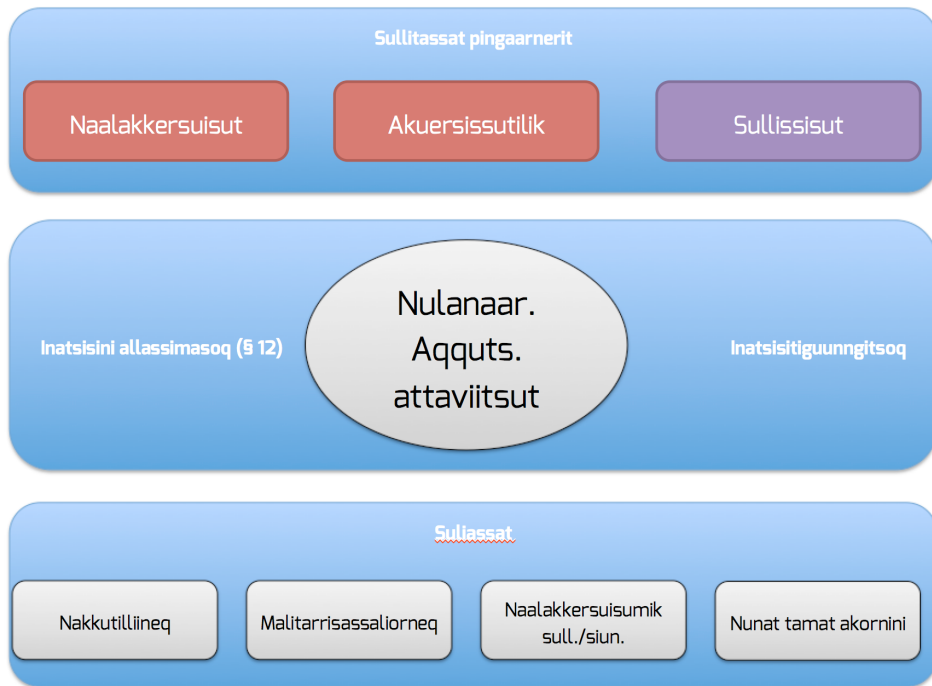 Sullitassat pingaarnerit
Naalakkersuisut
Akuersissutilik
Sullissisut
Nulanaar.
Aqquts.
attaviitsut
Inatsisini allassimasoq (§ 12)
Inatsisitiguunngitsoq
Suliassat
Nakkutilliineq
Malitarrisassaliorneq
Naalakkersuisumik
sull./siun.
Nunat tamat akornini